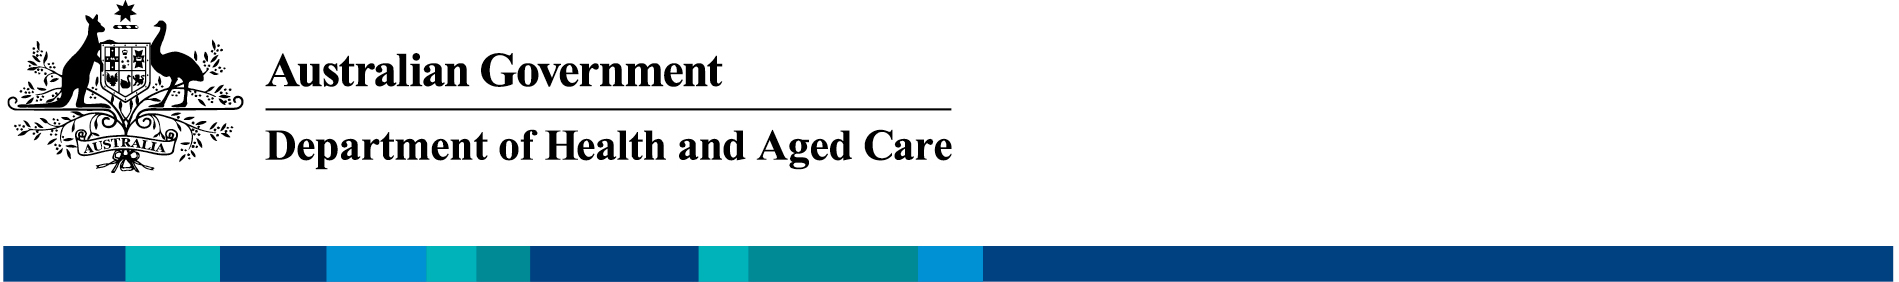 AUSTRALIA
Australian Government
Department of Health and Aged Care